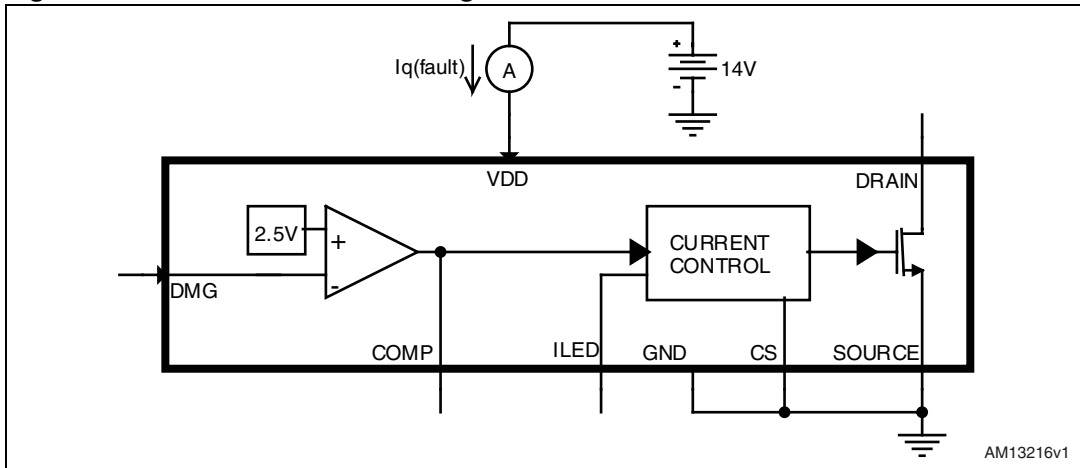 Iq(fault)
A
+
-
14V
VDD
DRAIN
2.5V
+
-
CURRENT
CONTROL
DMG
COMP
ILED
GND
CS
SOURCE
AM13216v1